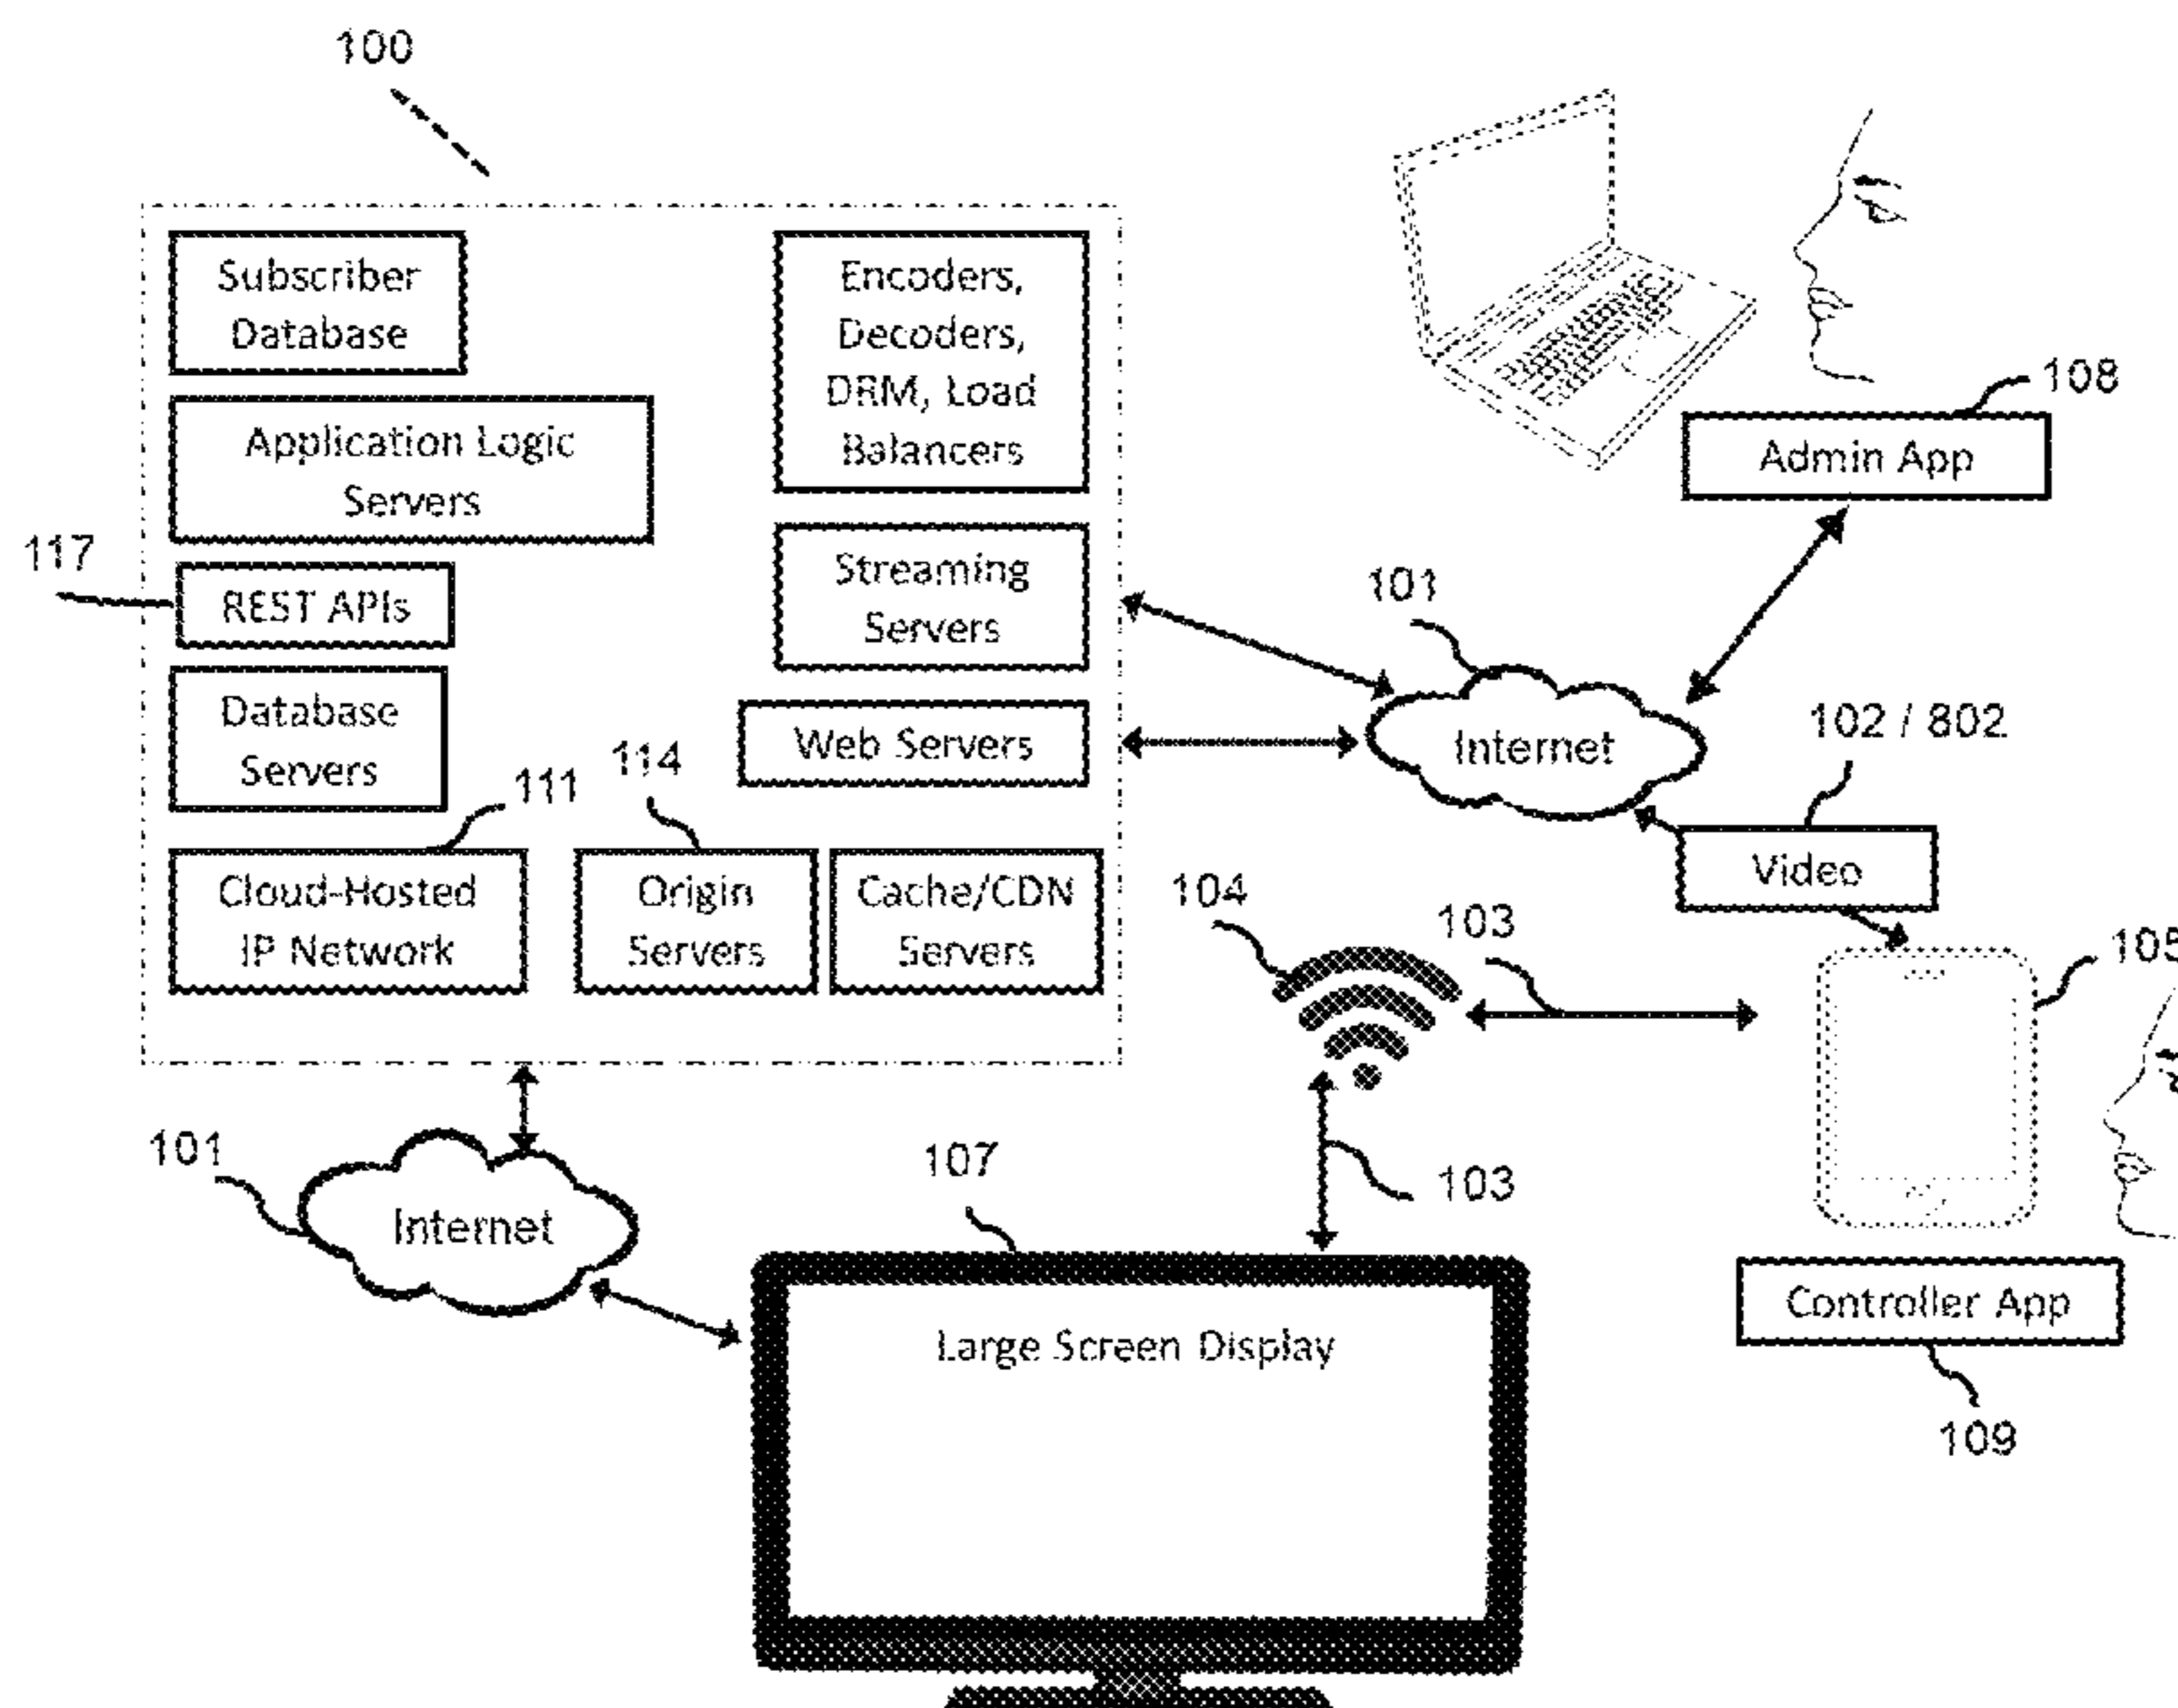 100
Subscriber
Database
Encoders,
Decoders,
DRM, Load
Balancers
Application Logic
Servers
108
Admin App
117
REST APIs
Streaming
Servers
101
Internet
Database
Servers
Web Servers
102 / 802
Video
111
114
Cloud-Hosted
IP Network
Origin
Servers
Cache/CDN
Servers
104
103
105
101
Internet
107
103
Large Screen Display
Controller App
109